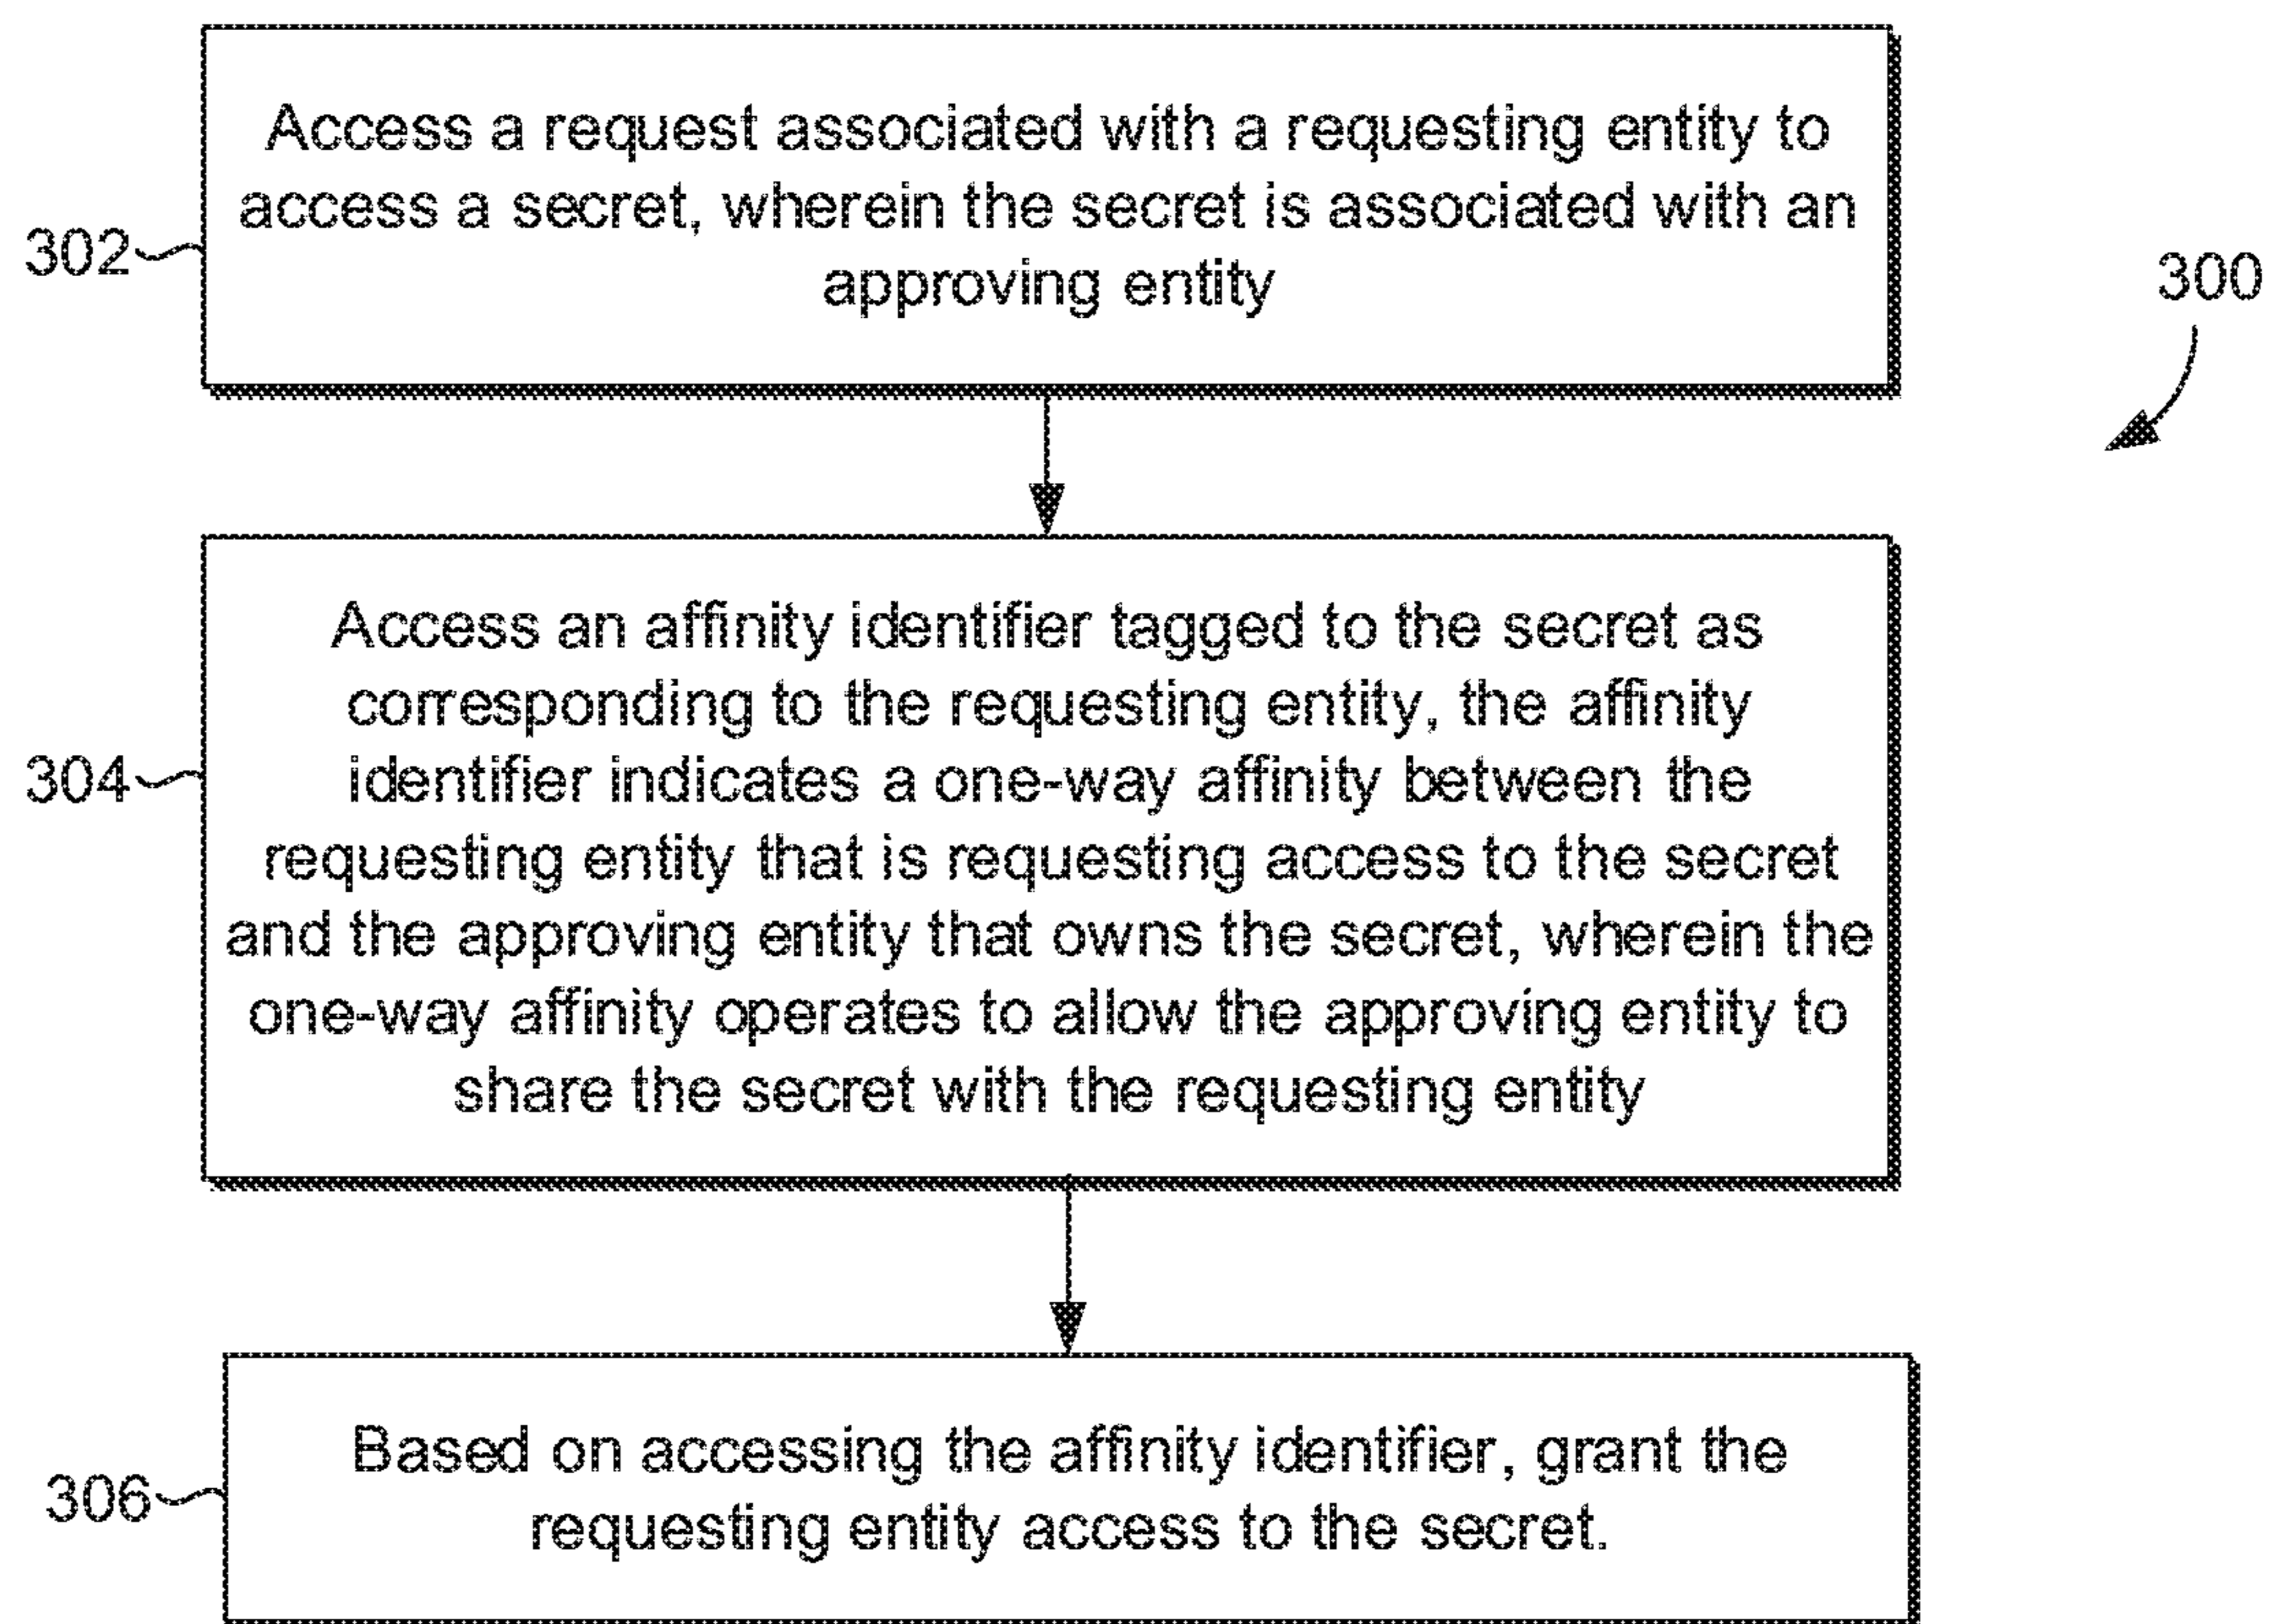 Access a request associated with a requesting entity to
access a secret, wherein the secret is associated with an
approving entity
302
300
Access an affinity identifier tagged to the secret as
corresponding to the requesting entity, the affinity
identifier indicates a one-way affinity between the
requesting entity that is requesting access to the secret
and the approving entity that owns the secret, wherein the
one-way affinity operates to allow the approving entity to
share the secret with the requesting entity
304
Based on accessing the affinity identifier, grant the
requesting entity access to the secret.
306